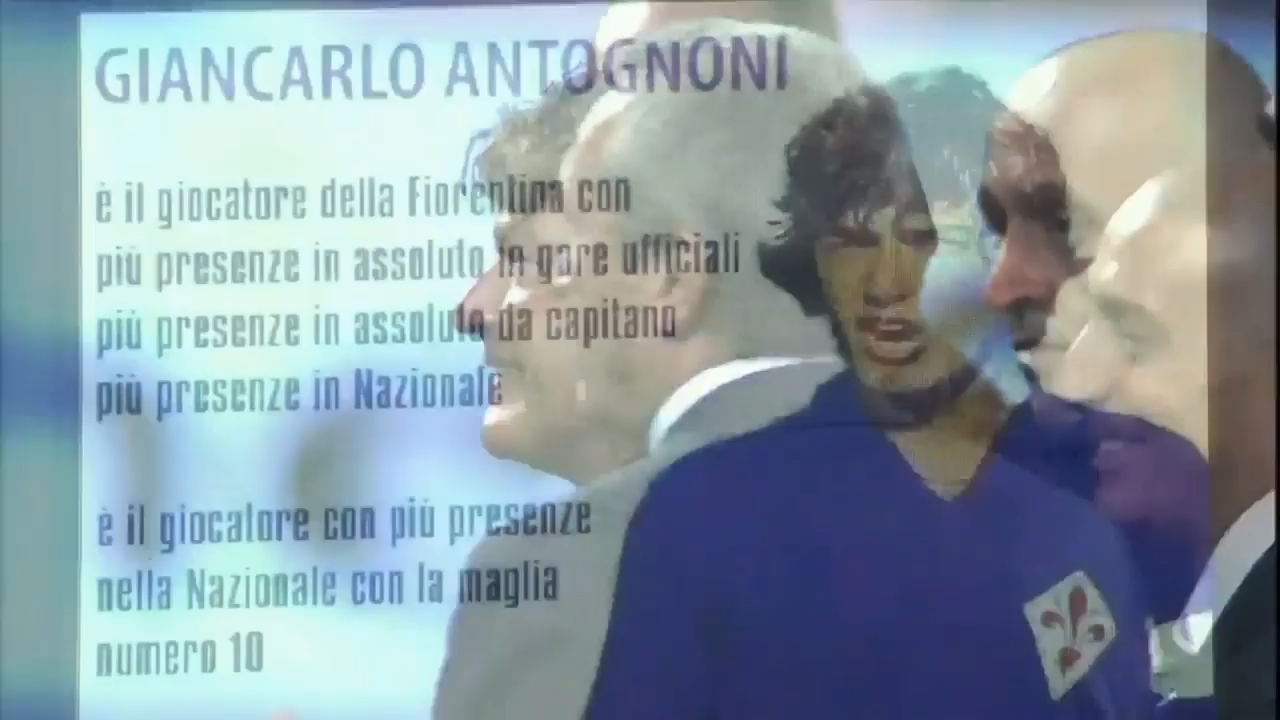 GIANCARLO ANTOGNONI
è il giocatore della Fiorentina con
più presenze in assoluto in gare ufficiali
più presenze in assoluto da capitano
più presenze in Nazionale
è il giocatore con più presenze
nella Nazionale con la maglia
numero 10